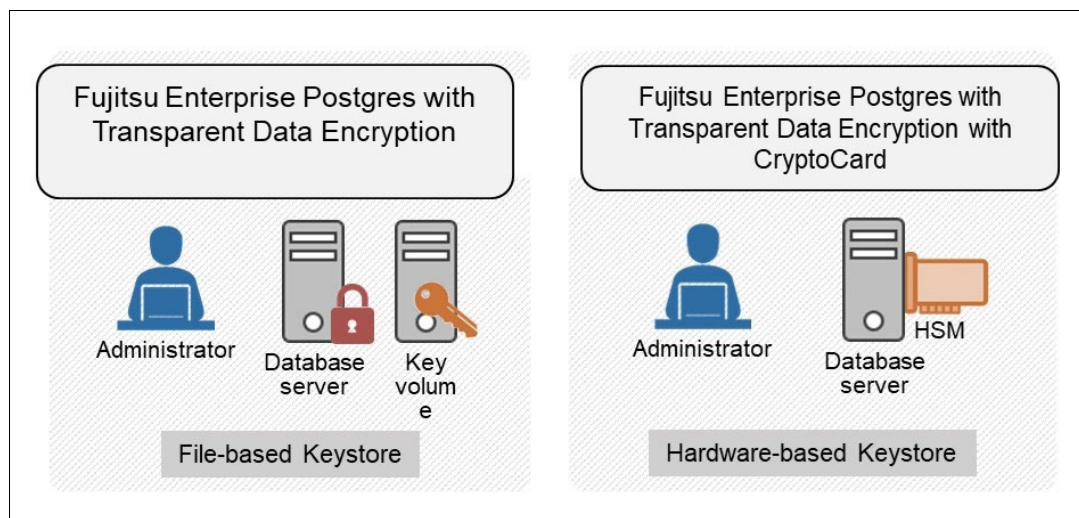 Fujitsu Enterprise Postgres with
Transparent Data Encryption
Administrator
Database
server
Key
volum
e
File-based Keystore
Fujitsu Enterprise Postgres with
Transparent Data Encryption with
CryptoCard
Administrator
HSM
Database
server
Hardware-based Keystore